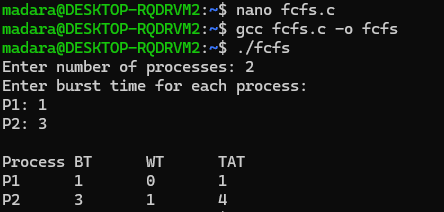 madara@DESKTOP-RQDRVM2:~$ nano fcfs.c
madara@DESKTOP-RQDRVM2:~$ gcc fcfs.c -o fcfs
madara@DESKTOP-RQDRVM2:~$ ./fcfs
Enter number of processes: 2
Enter burst time for each process:
P1: 1
P2: 3
Process BT WT TAT
P1 1 0 1
P2 3 1 4